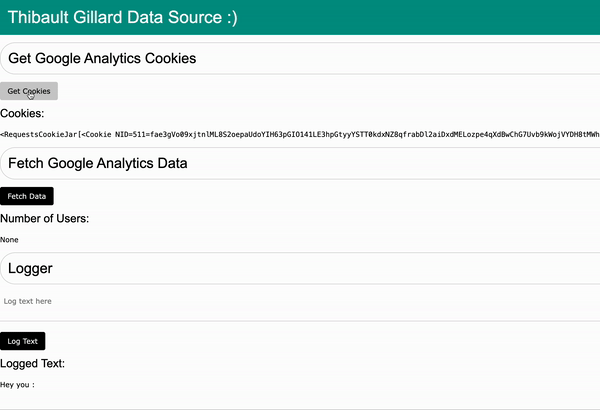 Thibault Gillard Data Source :)
Get Google Analytics Cookies
Get Cookies
Cookies:
<RequestsCookieJar[<Cookie NID=511=fae3gVo09xjtnlML8S2oepaUdoYIH63pGIO141LE3hpGtyyYSTT0kdxNZ8qfrabDl2aiDxdMELozpe4qXdBwChG7Uvb9kWojVYDH8tMWh
Fetch Google Analytics Data
Fetch Data
Number of Users:
None
Logger
Log text here
Log Text
Logged Text:
Hey you :